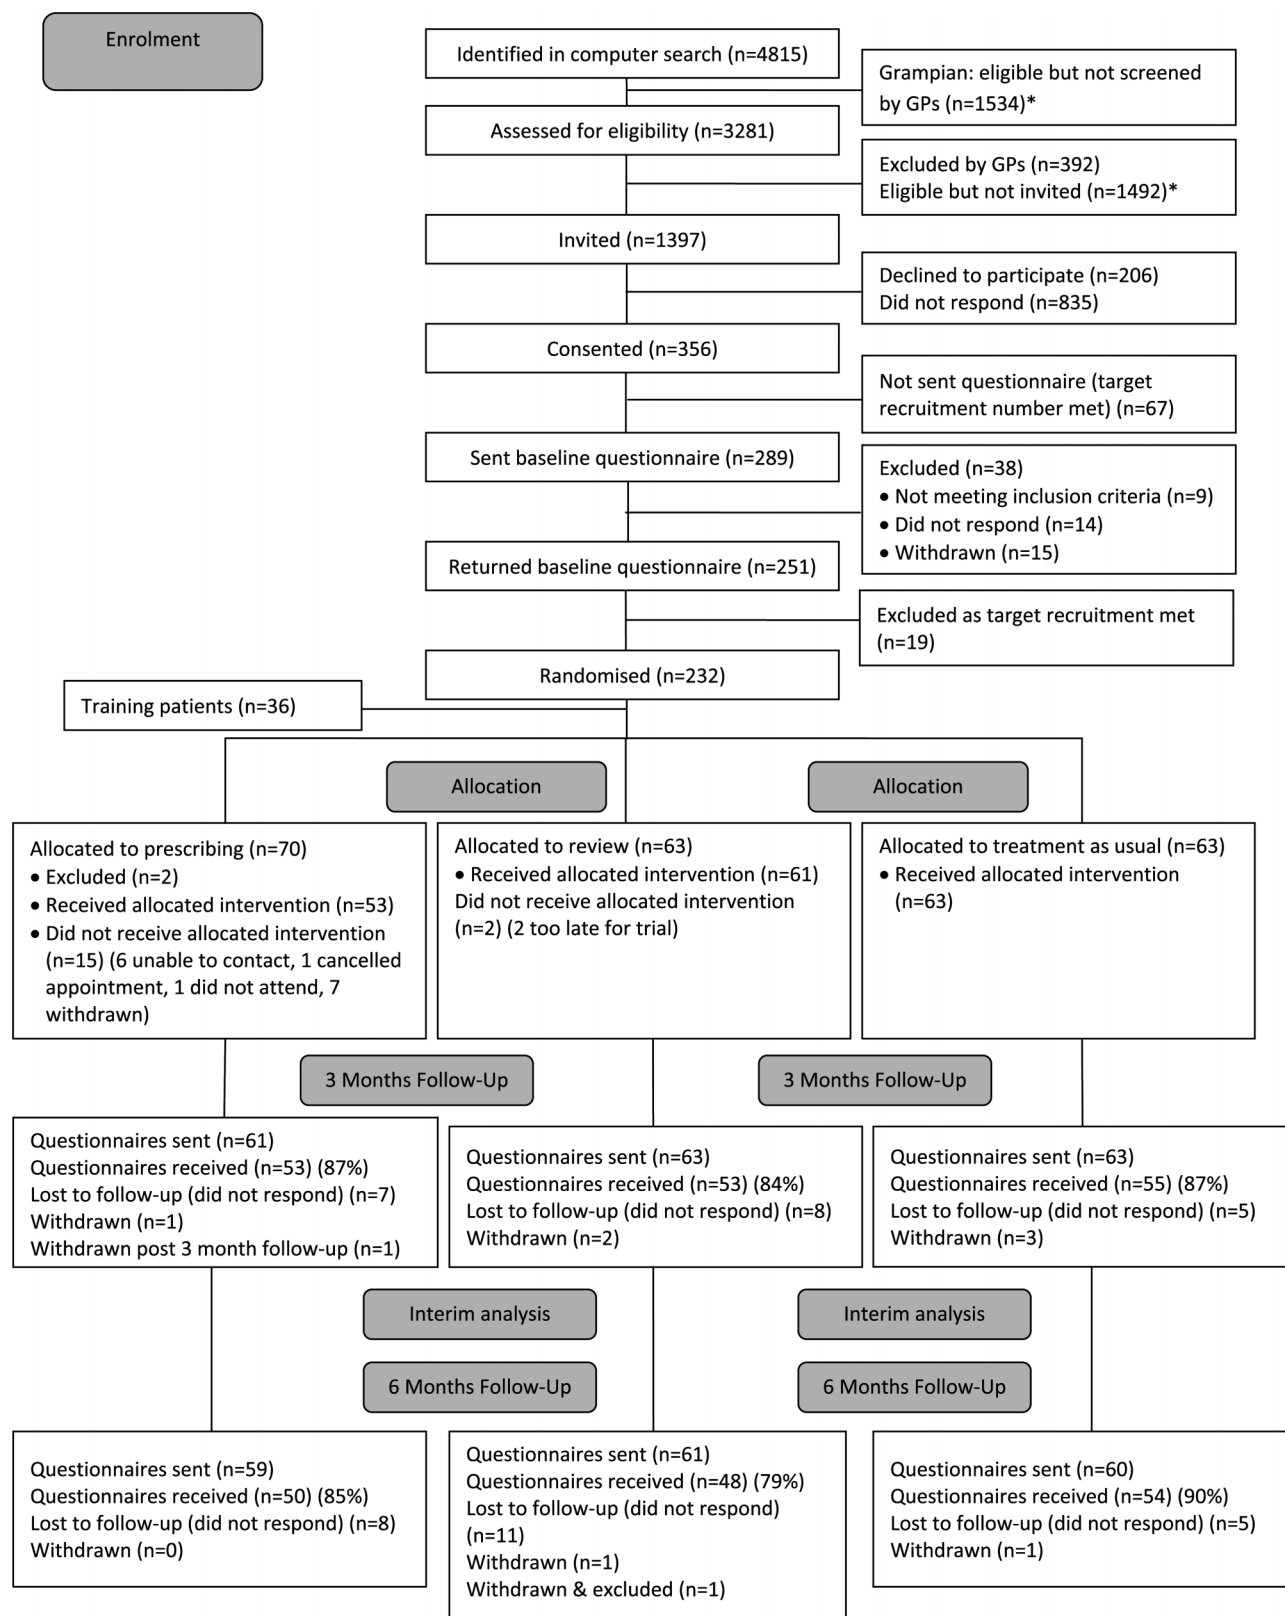 Enrolment
Identified in computer search (n=4815)
Grampian: eligible but not screened
by GPs (n=1534)*
Assessed for eligibility (n=3281)
Excluded by GPs (n=392)
Eligible but not invited (n=1492)*
Invited (n=1397)
Declined to participate (n=206)
Did not respond (n=835)
Consented (n=356)
Not sent questionnaire (target
recruitment number met) (n=67)
Sent baseline questionnaire (n=289)
Excluded (n=38)
• Not meeting inclusion criteria (n=9)
• Did not respond (n=14)
• Withdrawn (n=15)
Returned baseline questionnaire (n=251)
Excluded as target recruitment met
(n=19)
Randomised (n=232)
Training patients (n=36)
Allocation
Allocation
Allocated to prescribing (n=70)
• Excluded (n=2)
• Received allocated intervention (n=53)
• Did not receive allocated intervention
(n=15) (6 unable to contact, 1 cancelled
appointment, 1 did not attend, 7
withdrawn)
Allocated to review (n=63)
• Received allocated intervention (n=61)
Did not receive allocated intervention
(n=2) (2 too late for trial)
Allocated to treatment as usual (n=63)
• Received allocated intervention
(n=63)
3 Months Follow-Up
3 Months Follow-Up
Questionnaires sent (n=61)
Questionnaires received (n=53) (87%)
Lost to follow-up (did not respond) (n=7)
Withdrawn (n=1)
Withdrawn post 3 month follow-up (n=1)
Questionnaires sent (n=63)
Questionnaires received (n=53) (84%)
Lost to follow-up (did not respond) (n=8)
Withdrawn (n=2)
Questionnaires sent (n=63)
Questionnaires received (n=55) (87%)
Lost to follow-up (did not respond) (n=5)
Withdrawn (n=3)
Interim analysis
Interim analysis
6 Months Follow-Up
6 Months Follow-Up
Questionnaires sent (n=59)
Questionnaires received (n=50) (85%)
Lost to follow-up (did not respond) (n=8)
Withdrawn (n=0)
Questionnaires sent (n=61)
Questionnaires received (n=48) (79%)
Lost to follow-up (did not respond)
(n=11)
Withdrawn (n=1)
Withdrawn & excluded (n=1)
Questionnaires sent (n=60)
Questionnaires received (n=54) (90%)
Lost to follow-up (did not respond) (n=5)
Withdrawn (n=1)